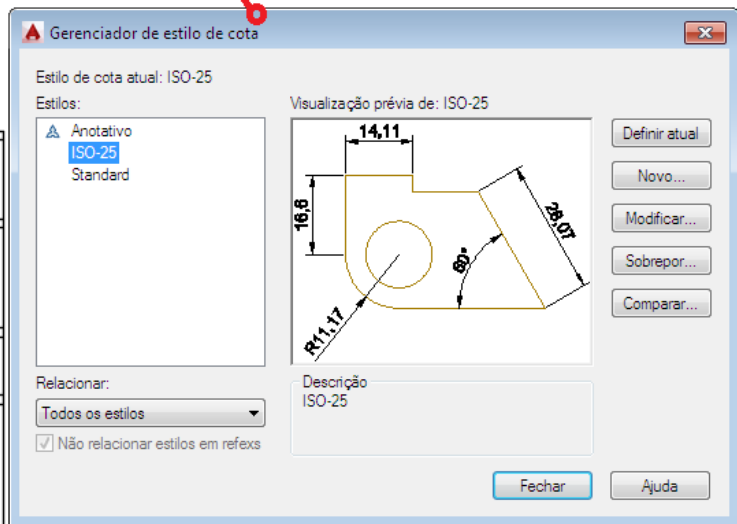 Gerenciador de estilo de cota
Estilo de cota atual: ISO-25
Estilos:
Anotativo
ISO-25
Standard
Visualização prévia de: ISO-25
14,11
16,6
28,07
60°
R11,17
Definir atual
Novo...
Modificar...
Sobrepor...
Comparar...
Relacionar:
Todos os estilos
Não relacionar estilos em refexs
Descrição
ISO-25
Fechar
Ajuda